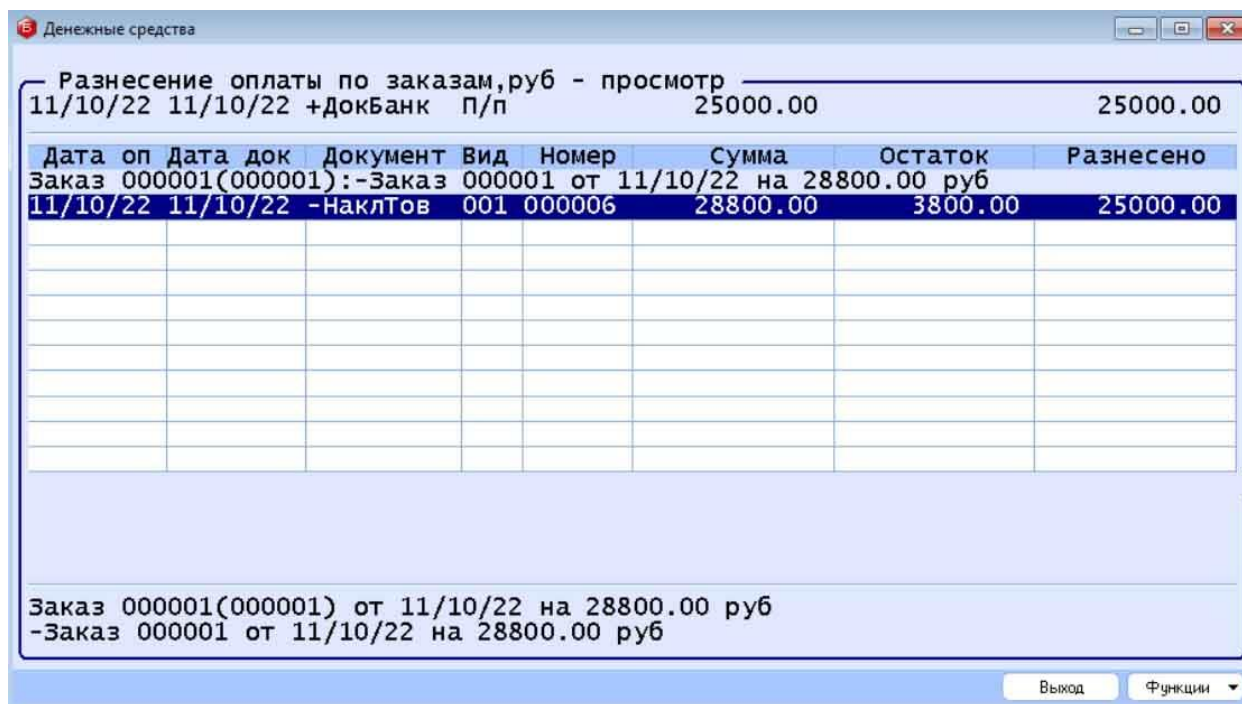 Денежные средства
Разнесение оплаты по заказам,руб - просмотр
11/10/22 11/10/22 +ДокБанк П/п 25000.00 25000.00
Дата оп Дата док Документ Вид Номер Сумма Остаток Разнесено
Заказ 000001(000001):-Заказ 000001 от 11/10/22 на 28800.00 руб
11/10/22 11/10/22 -НаклТов 001 000006 28800.00 3800.00 25000.00
Заказ 000001(000001) от 11/10/22 на 28800.00 руб
-Заказ 000001 от 11/10/22 на 28800.00 руб
Выход Функции